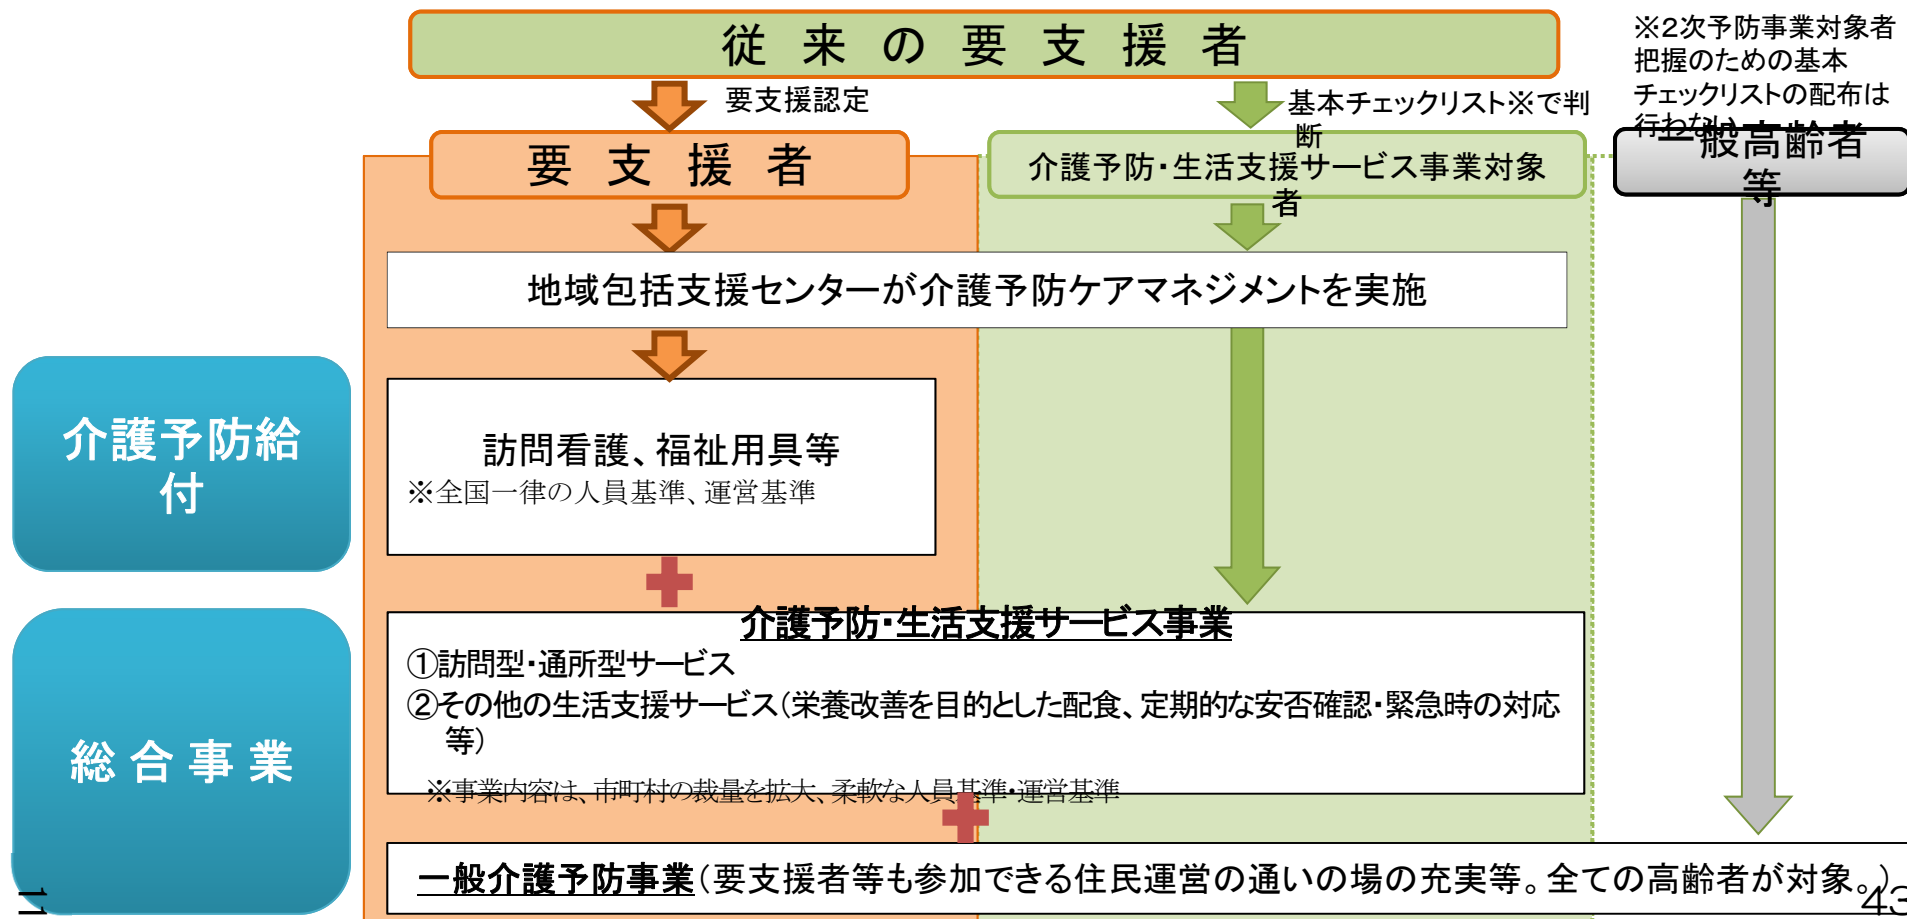 従来の要支援者
※２次予防事業対象者
把握のための基本
チェックリストの配布は
行わない
要支援認定
基本チェックリスト※で判
断
要支援者
介護予防・生活支援サービス事業対象
者
一般高齢者
等
地域包括支援センターが介護予防ケアマネジメントを実施
介護予防給
付
訪問看護、福祉用具等
※全国一律の人員基準、運営基準
総合事業
介護予防・生活支援サービス事業
①訪問型・通所型サービス
②その他の生活支援サービス（栄養改善を目的とした配食、定期的な安否確認・緊急時の対応
等）
※事業内容は、市町村の裁量を拡大、柔軟な人員基準・運営基準
一般介護予防事業（要支援者等も参加できる住民運営の通いの場の充実等。全ての高齢者が対象。）
11
43